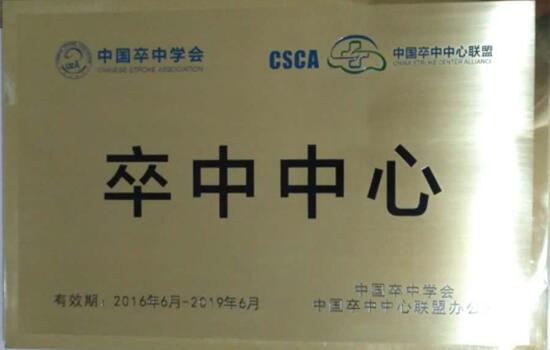 中国卒中学会
CHINESE STROKE ASSOCIATION
CSCA
中国卒中中心联盟
CHINA STROKE CENTER ALLIANCE
卒中中心
有效期：2016年6月-2019年6月
中国卒中学会
中国卒中中心联盟办公